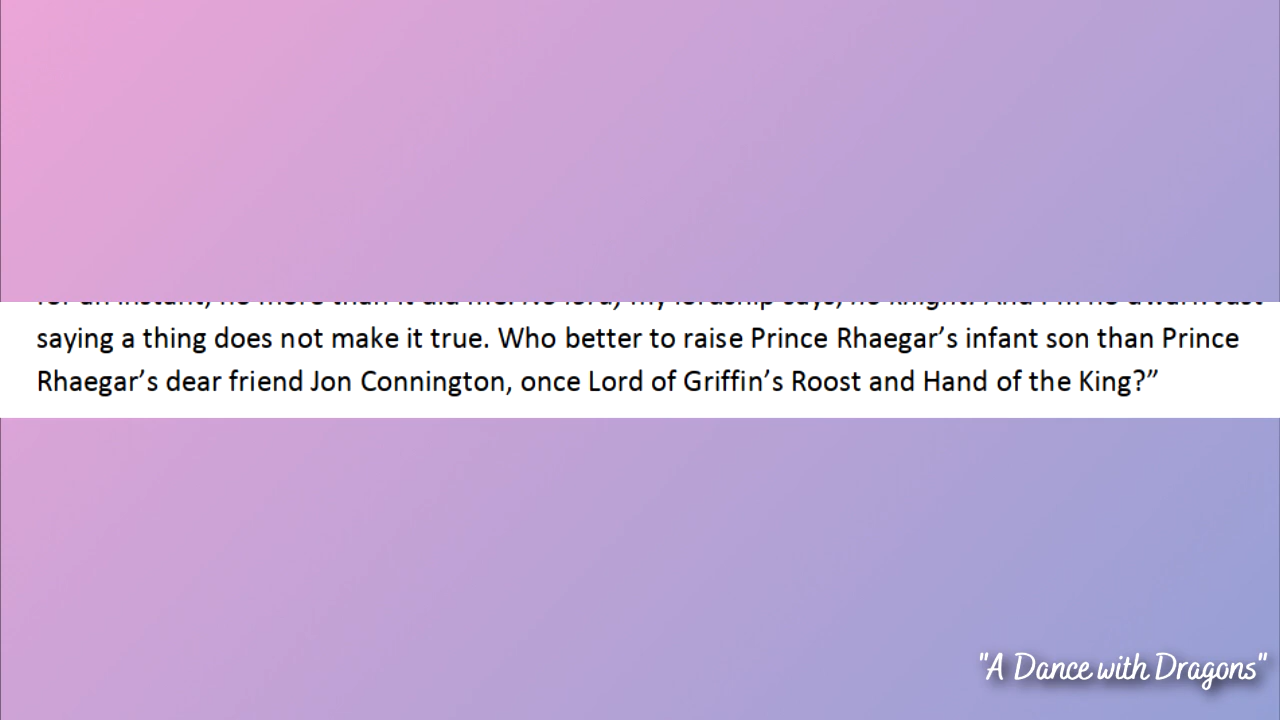 saying a thing does not make it true. Who better to raise Prince Rhaegar’s infant son than Prince
Rhaegar’s dear friend Jon Connington, once Lord of Griffin’s Roost and Hand of the King?”
"A Dance with Dragons"